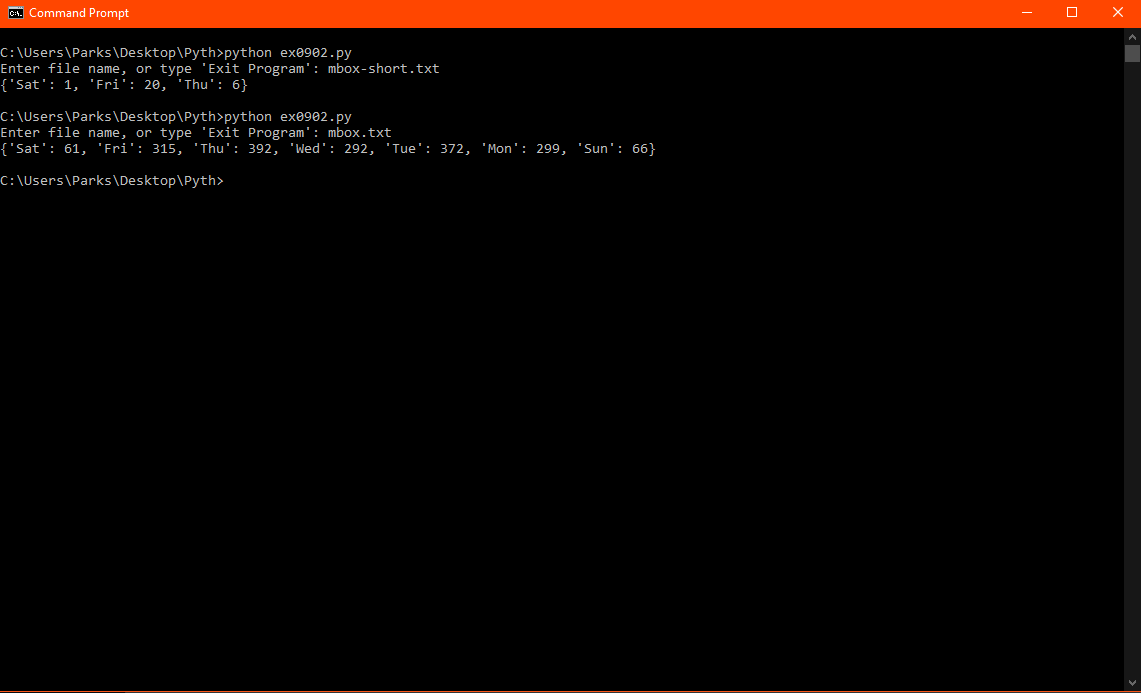 Command Prompt
C:\Users\Parks\Desktop\Pyth>python ex0902.py
Enter file name, or type 'Exit Program': mbox-short.txt
{'Sat': 1, 'Fri': 20, 'Thu': 6}
C:\Users\Parks\Desktop\Pyth>python ex0902.py
Enter file name, or type 'Exit Program': mbox.txt
{'Sat': 61, 'Fri': 315, 'Thu': 392, 'Wed': 292, 'Tue': 372, 'Mon': 299, 'Sun': 66}
C:\Users\Parks\Desktop\Pyth>